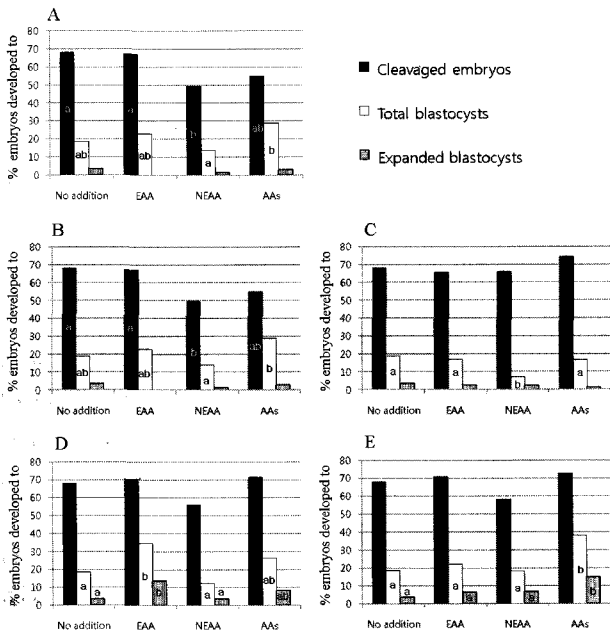 A
% embryos developed to
80
70
60
50
40
30
20
10
0
a ab a ab b a ab b
No addition EAA NEAA AAs
Cleavaged embryos
Total blastocysts
Expanded blastocysts
B
% embryos developed to
80
70
60
50
40
30
20
10
0
a ab a ab b a ab b
No addition EAA NEAA AAs
C
% embryos developed to
80
70
60
50
40
30
20
10
0
a a b a
No addition EAA NEAA AAs
D
% embryos developed to
80
70
60
50
40
30
20
10
0
a a b b a a ab ab
No addition EAA NEAA AAs
E
% embryos developed to
80
70
60
50
40
30
20
10
0
a a a a a a b b
No addition EAA NEAA AAs